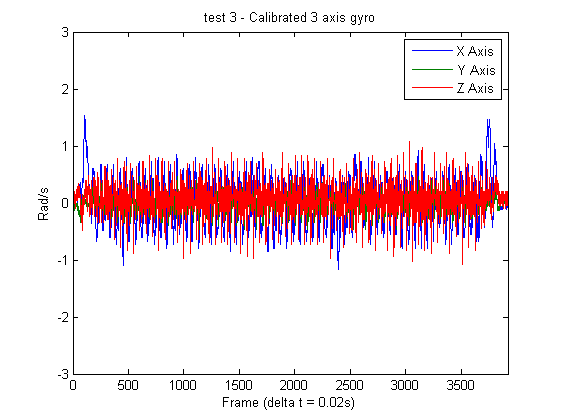 test 3 - Calibrated 3 axis gyro
3
2
1
0
-1
-2
-3
Rad/s
X Axis
Y Axis
Z Axis
0 500 1000 1500 2000 2500 3000 3500
Frame (delta t = 0.02s)